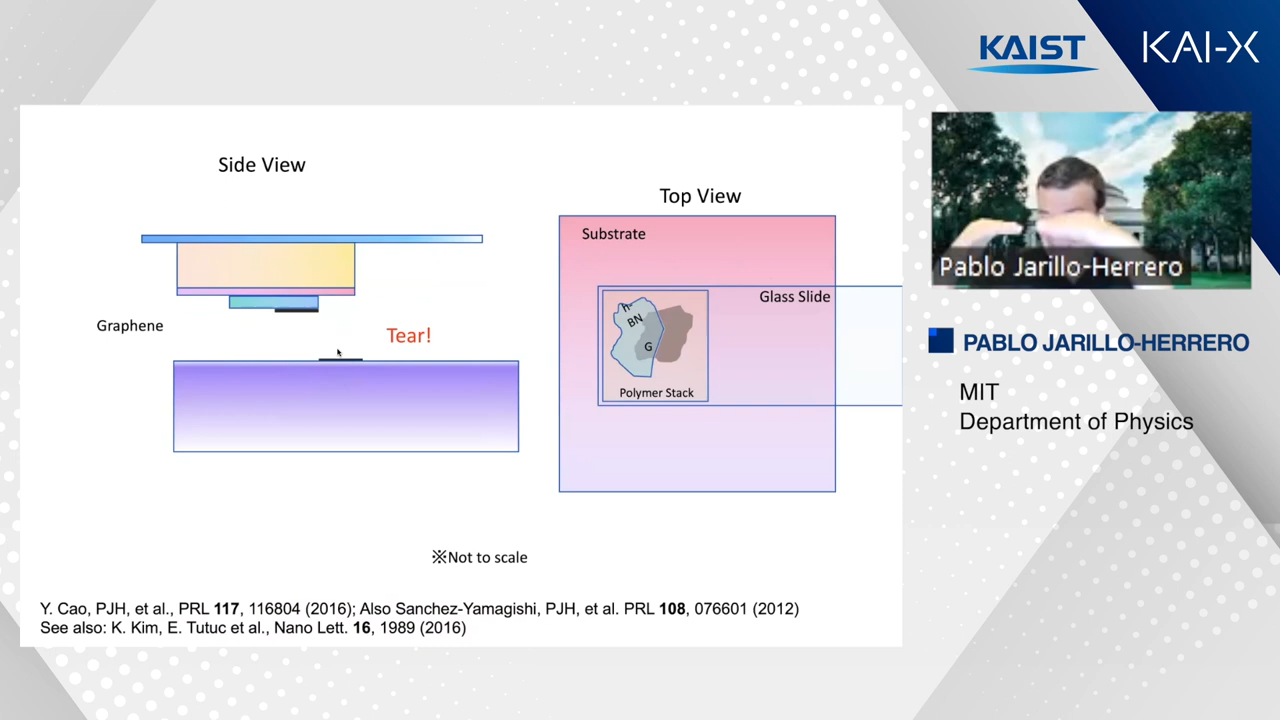 KAIST
KAI-X
Side View
Top View
Substrate
Glass Slide
Graphene
Tear!
h-
BN
G
Polymer Stack
※Not to scale
Y. Cao, PJH, et al., PRL 117, 116804 (2016); Also Sanchez-Yamagishi, PJH, et al. PRL 108, 076601 (2012)
See also: K. Kim, E. Tutuc et al., Nano Lett. 16, 1989 (2016)
Pablo Jarillo-Herrero
PABLO JARILLO-HERRERO
MIT
Department of Physics